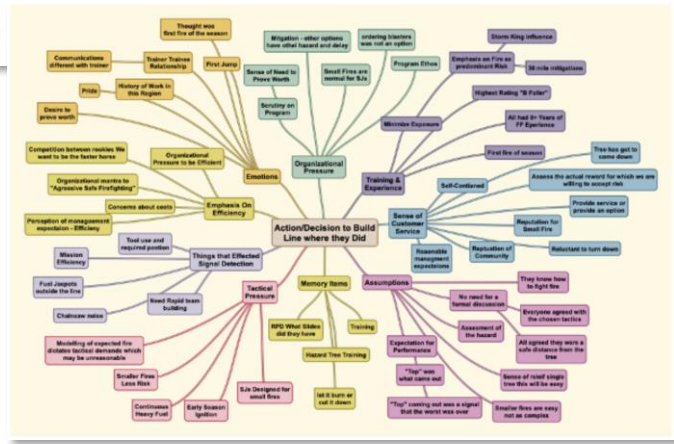 Thought was
first fire of the season
Communications
different with trainer
Trainer Trainee
Relationship
First Jump
Pride
History of Work in
this Region
Desire to
prove worth
Emotions
Mitigation - other options
have other hazard and delay
ordering blasters
was not an option
Sense of Need to
Prove Worth
Small Fires are
normal for SJs
Program Ethos
Scrutiny on
Program
Organizational
Pressure
Storm King Influence
Emphasis on Fire as
predominant Risk
Highest Rating "B Faller"
Minimize Exposure
All had 8+ Years of
FF Eperience
First fire of season
Training &
Experience
Competition between rookies We
want to be the faster horse
Organizational
Pressure to be Efficient
Organizational mantra to
"Agressive Safe Firefighting"
Concerns about costs
Emphasis On
Efficiency
Perception of management
expectaion - Efficieny
Action/Decision to Build
Line where they Did
Self-Contiened
Tree has got to
come down
Assess the actual reward for which we are
willing to accept risk
Provide service or
provide an option
Sense of
Customer
Service
Reputation for
Small Fire
Reasonable
managment
expectaions
Reptuation of
Community
Reluctant to turn down
Tool use and
required postion
Things that Effected
Signal Detection
Mission
Efficiency
Fuel Jacpots
outside the line
Need Rapid team
building
Chainsaw noise
Tactical
Pressure
Modelling of expected fire
dictates tactical demands which
may be unreasonable
Smaller Fires
Less Risk
Continuous
Heavy Fuel
Early Season
Ignition
SJs Designed for
small fires
Memory Items
RPD What Slides
did they have
Training
Hazard Tree Training
let it burn or
cut it down
Assumptions
They know how
to fight fire
No need for a
formal discussion
Everyone agreed with
the chosen tactics
Assesment of
the hazard
All agreed they were a
safe distance from the
tree
Expectation for
Performance
"Top" was
what came out
Sense of releif single
tree this will be easy
"Top" coming out was a signal
that the worst was over
Smaller fires are easy
not as complex